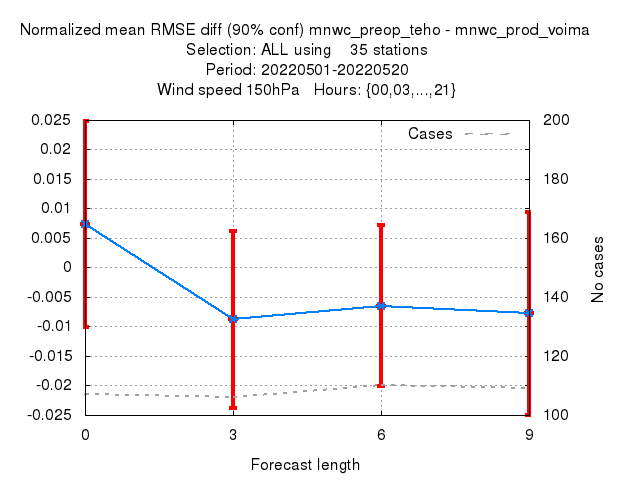 Normalized mean RMSE diff (90% conf) mnwc_preop_teho - mnwc_prod_voima
Selection: ALL using    35 stations
Period: 20220501-20220520
Wind speed 150hPa   Hours: {00,03,...,21}
Cases
0.025
0.02
0.015
0.01
0.005
0
-0.005
-0.01
-0.015
-0.02
-0.025
200
180
160
140
120
100
No cases
0 3 6 9
Forecast length